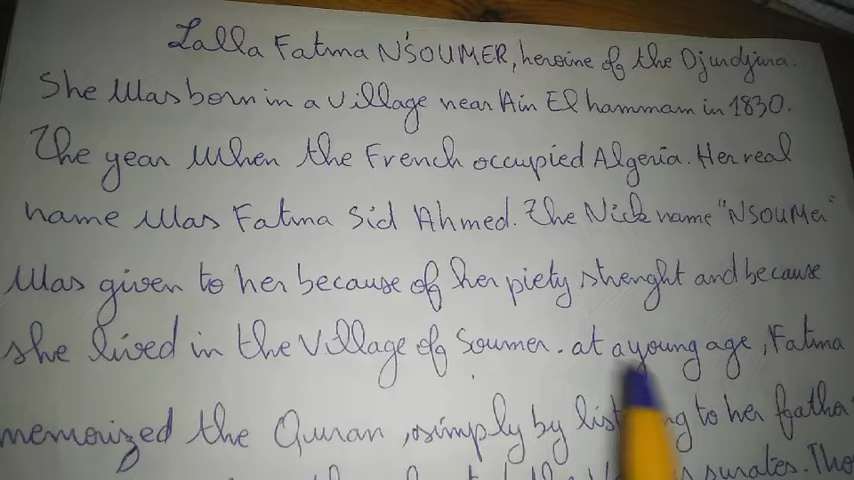 Lalla Fatma N'SOUMER, heroine of the Djurdjura.
She Was born in a village near Ain El hammam in 1830.
The year When the French occupied Algeria. Her real
name Was Fatma Sid Ahmed. The Nick name "NSOUMer"
Was given to her because of her piety strenght and because
she lived in the Village of Soumer. at a young age, Fatma
memorized the Quran, simply by to her father
surates. The